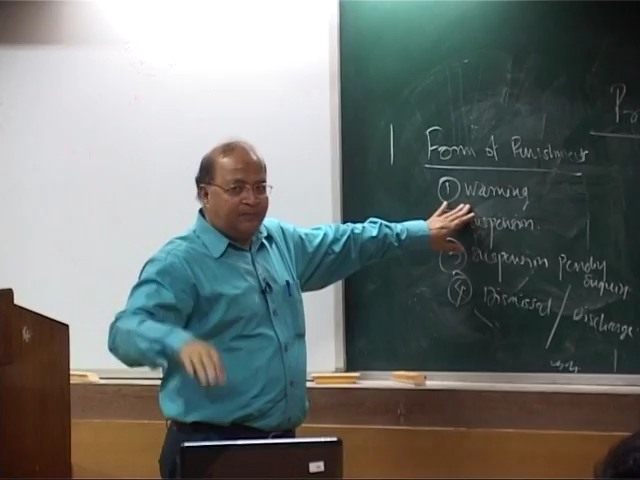 Form of Punishment
① Warning
Suspension.
③ Suspension Pending
Enquiry
④ Dismissal / Discharge